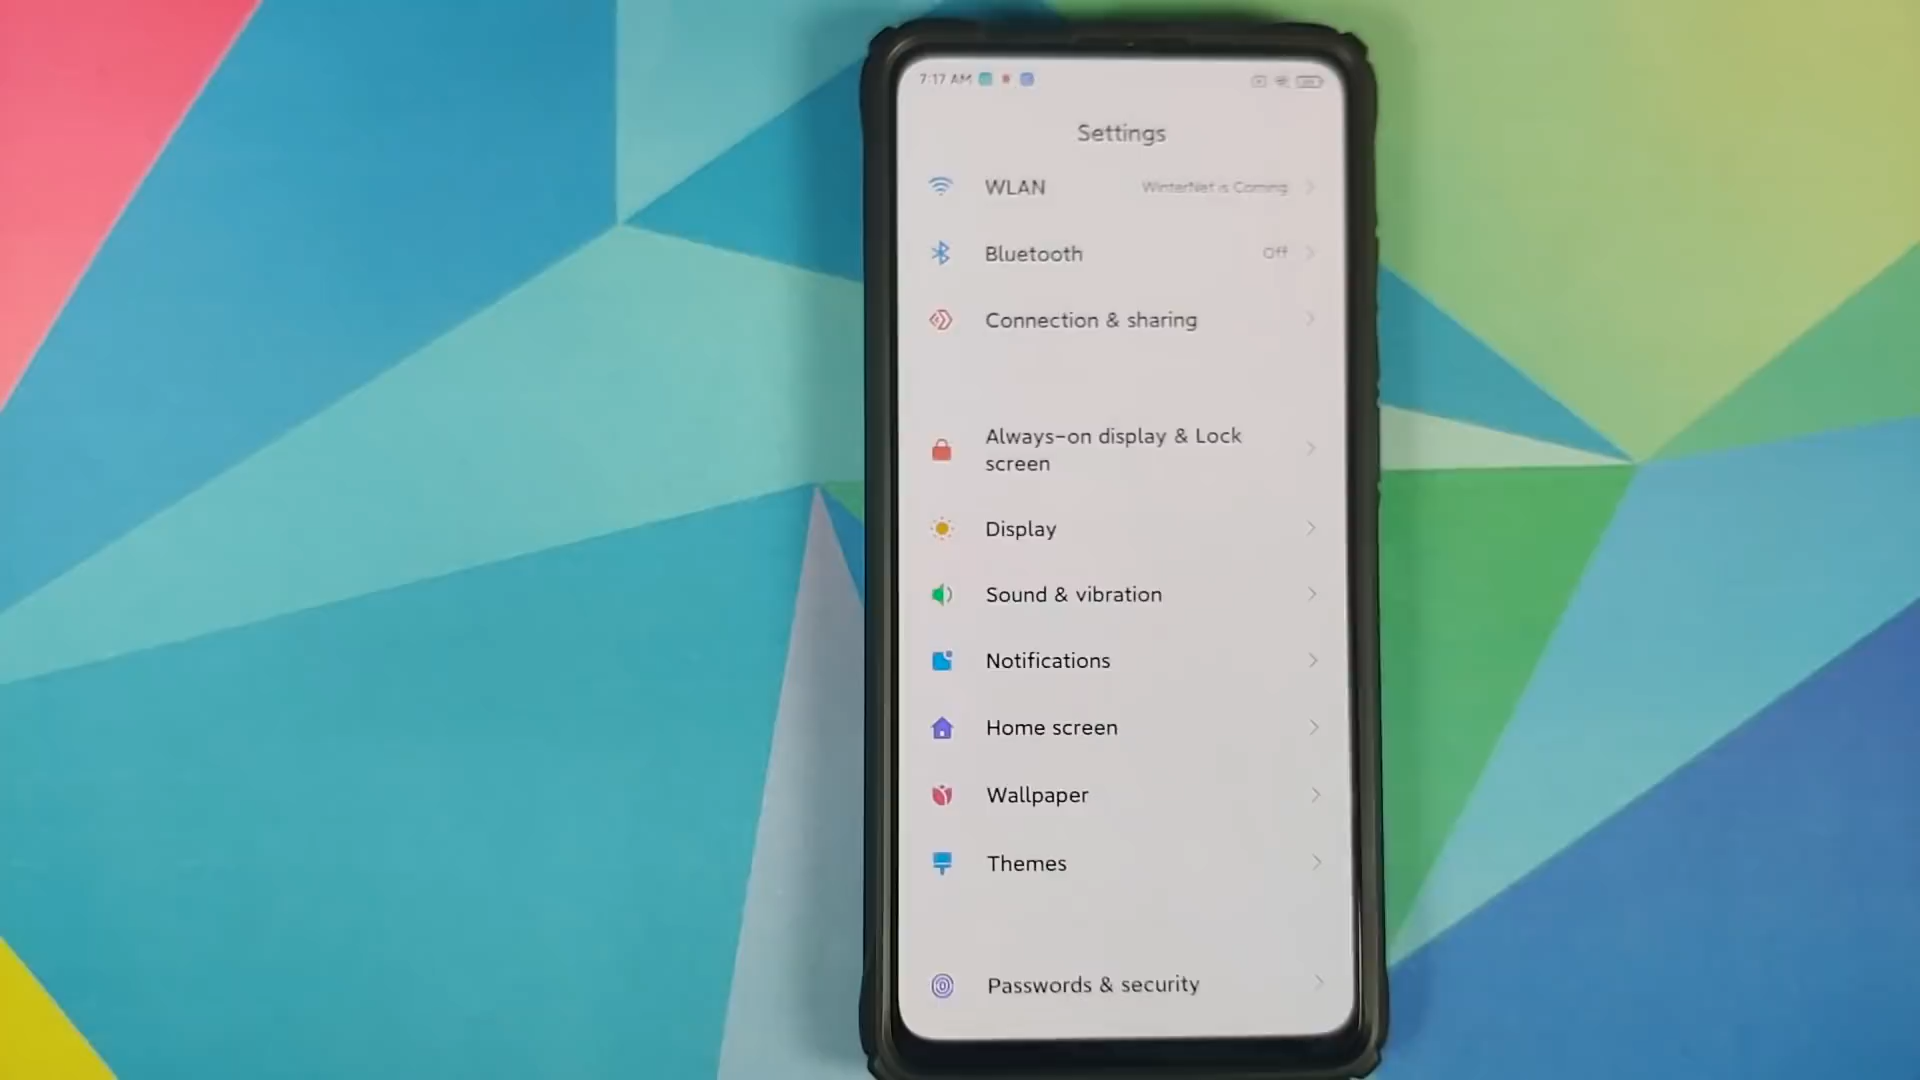 7:17 AM
Settings
WLAN WinterNet is Coming
Bluetooth Off
Connection & sharing
Always-on display & Lock
screen
Display
Sound & vibration
Notifications
Home screen
Wallpaper
Themes
Passwords & security